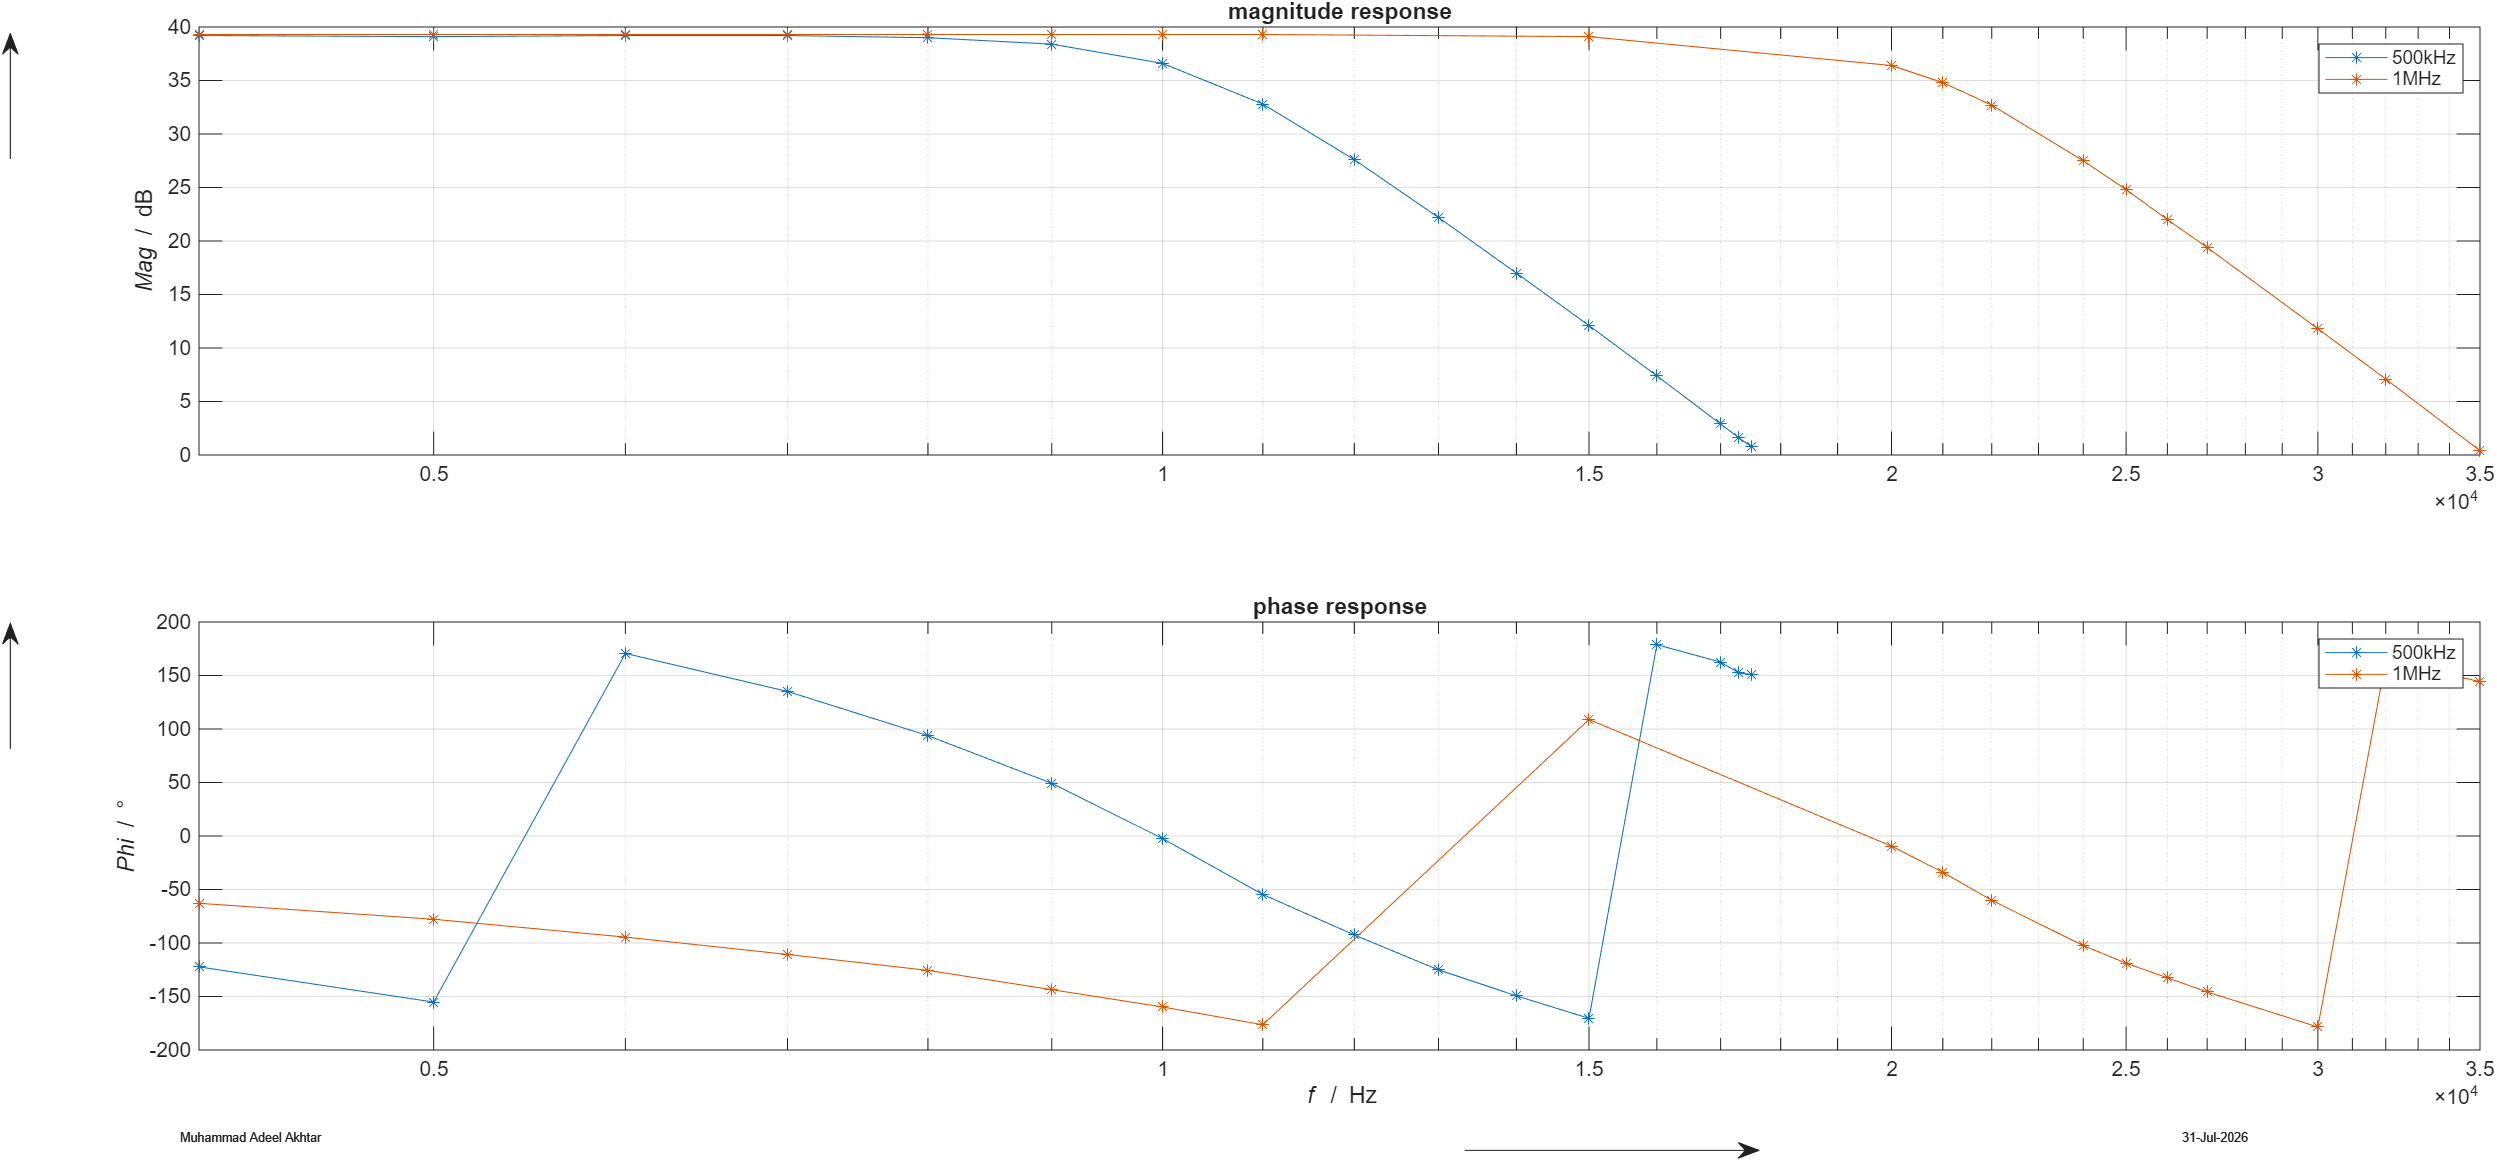 magnitude response
40
35
30
25
20
15
10
5
0
Mag / dB
500kHz
1MHz
0.5 1 1.5 2 2.5 3 3.5
×10⁴
phase response
200
150
100
50
0
-50
-100
-150
-200
Phi / °
500kHz
1MHz
0.5 1 1.5 2 2.5 3 3.5
×10⁴
f / Hz
Muhammad Adeel Akhtar
31-Jul-2026